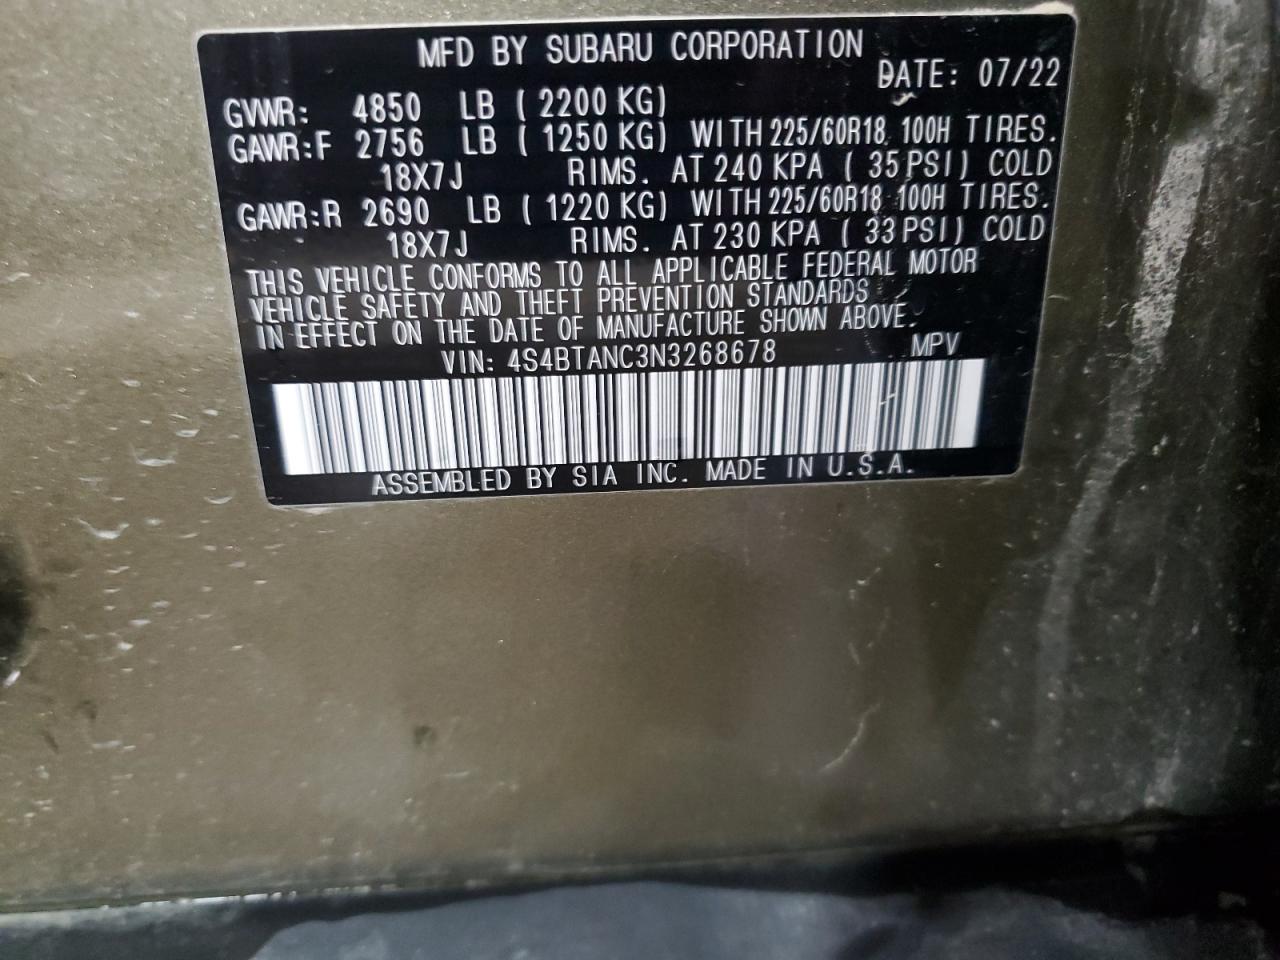 MFD BY SUBARU CORPORATION
DATE: 07/22
GVWR: 4850 LB ( 2200 KG)
GAWR:F 2756 LB ( 1250 KG) WITH 225/60R18 100H TIRES.
18X7J RIMS. AT 240 KPA ( 35 PSI) COLD
GAWR:R 2690 LB ( 1220 KG) WITH 225/60R18 100H TIRES.
18X7J RIMS. AT 230 KPA ( 33 PSI) COLD
THIS VEHICLE CONFORMS TO ALL APPLICABLE FEDERAL MOTOR
VEHICLE SAFETY AND THEFT PREVENTION STANDARDS
IN EFFECT ON THE DATE OF MANUFACTURE SHOWN ABOVE.
VIN: 4S4BTANC3N3268678 MPV
ASSEMBLED BY SIA INC. MADE IN U.S.A.